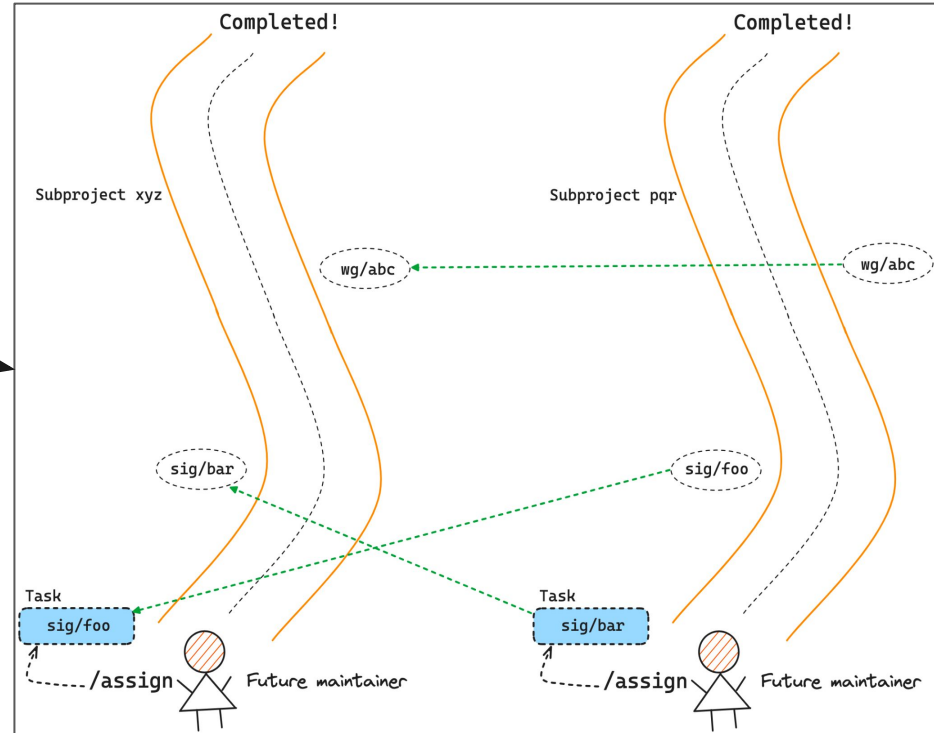 Completed!
Completed!
Subproject xyz
Subproject pqr
wg/abc
wg/abc
sig/bar
sig/foo
Task
sig/foo
Task
sig/bar
/assign
Future maintainer
/assign
Future maintainer